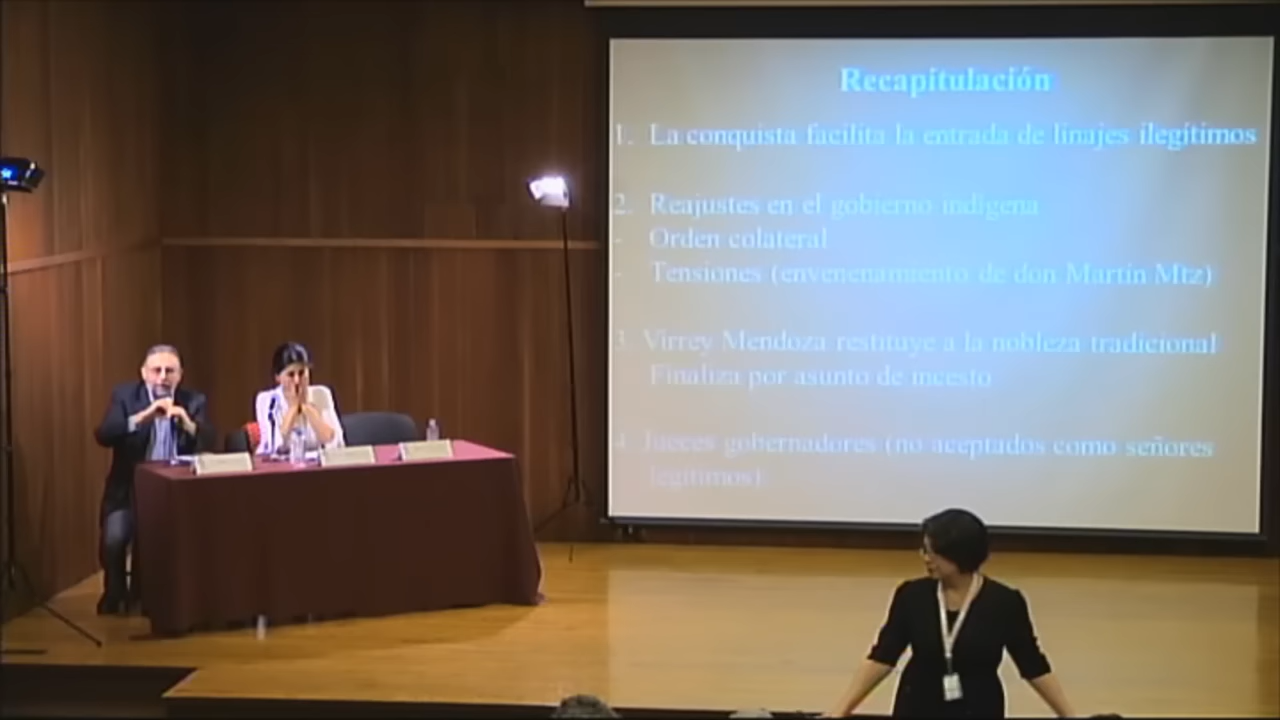 Recapitulación
1. La conquista facilita la entrada de linajes ilegítimos
2. Reajustes en el gobierno indígena
- Orden colateral
- Tensiones (envenenamiento de don Martín Mtz)
3. Virrey Mendoza restituye a la nobleza tradicional
Finaliza por asunto de incesto
4. Jueces gobernadores (no aceptados como señores
legítimos)